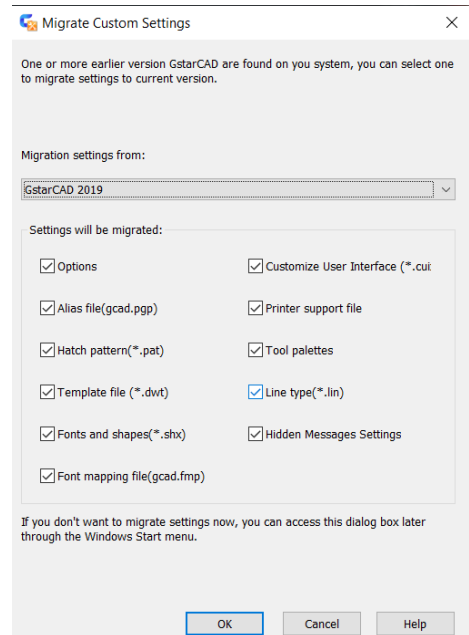 Migrate Custom Settings
One or more earlier version GstarCAD are found on you system, you can select one
to migrate settings to current version.
Migration settings from:
GstarCAD 2019
Settings will be migrated:
Options
Customize User Interface (*.cui
Alias file(gcad.pgp)
Printer support file
Hatch pattern(*.pat)
Tool palettes
Template file (*.dwt)
Line type(*.lin)
Fonts and shapes(*.shx)
Hidden Messages Settings
Font mapping file(gcad.fmp)
If you don't want to migrate settings now, you can access this dialog box later
through the Windows Start menu.
OK
Cancel
Help